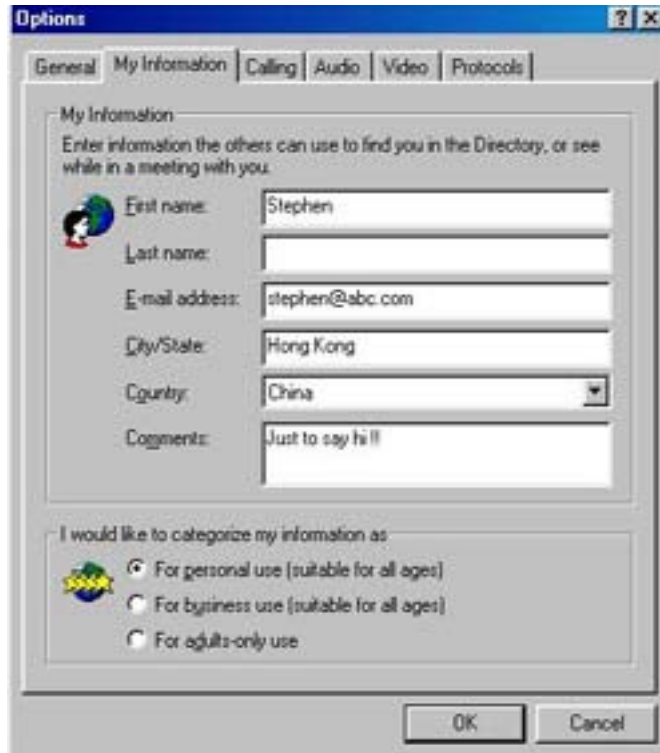 Options
General My Information Calling Audio Video Protocols
My Information
Enter information the others can use to find you in the Directory, or see
while in a meeting with you.
First name: Stephen
Last name:
E-mail address: stephen@abc.com
City/State: Hong Kong
Country: China
Comments: Just to say hi !!
I would like to categorize my information as
For personal use (suitable for all ages)
For business use (suitable for all ages)
For adults-only use
OK Cancel